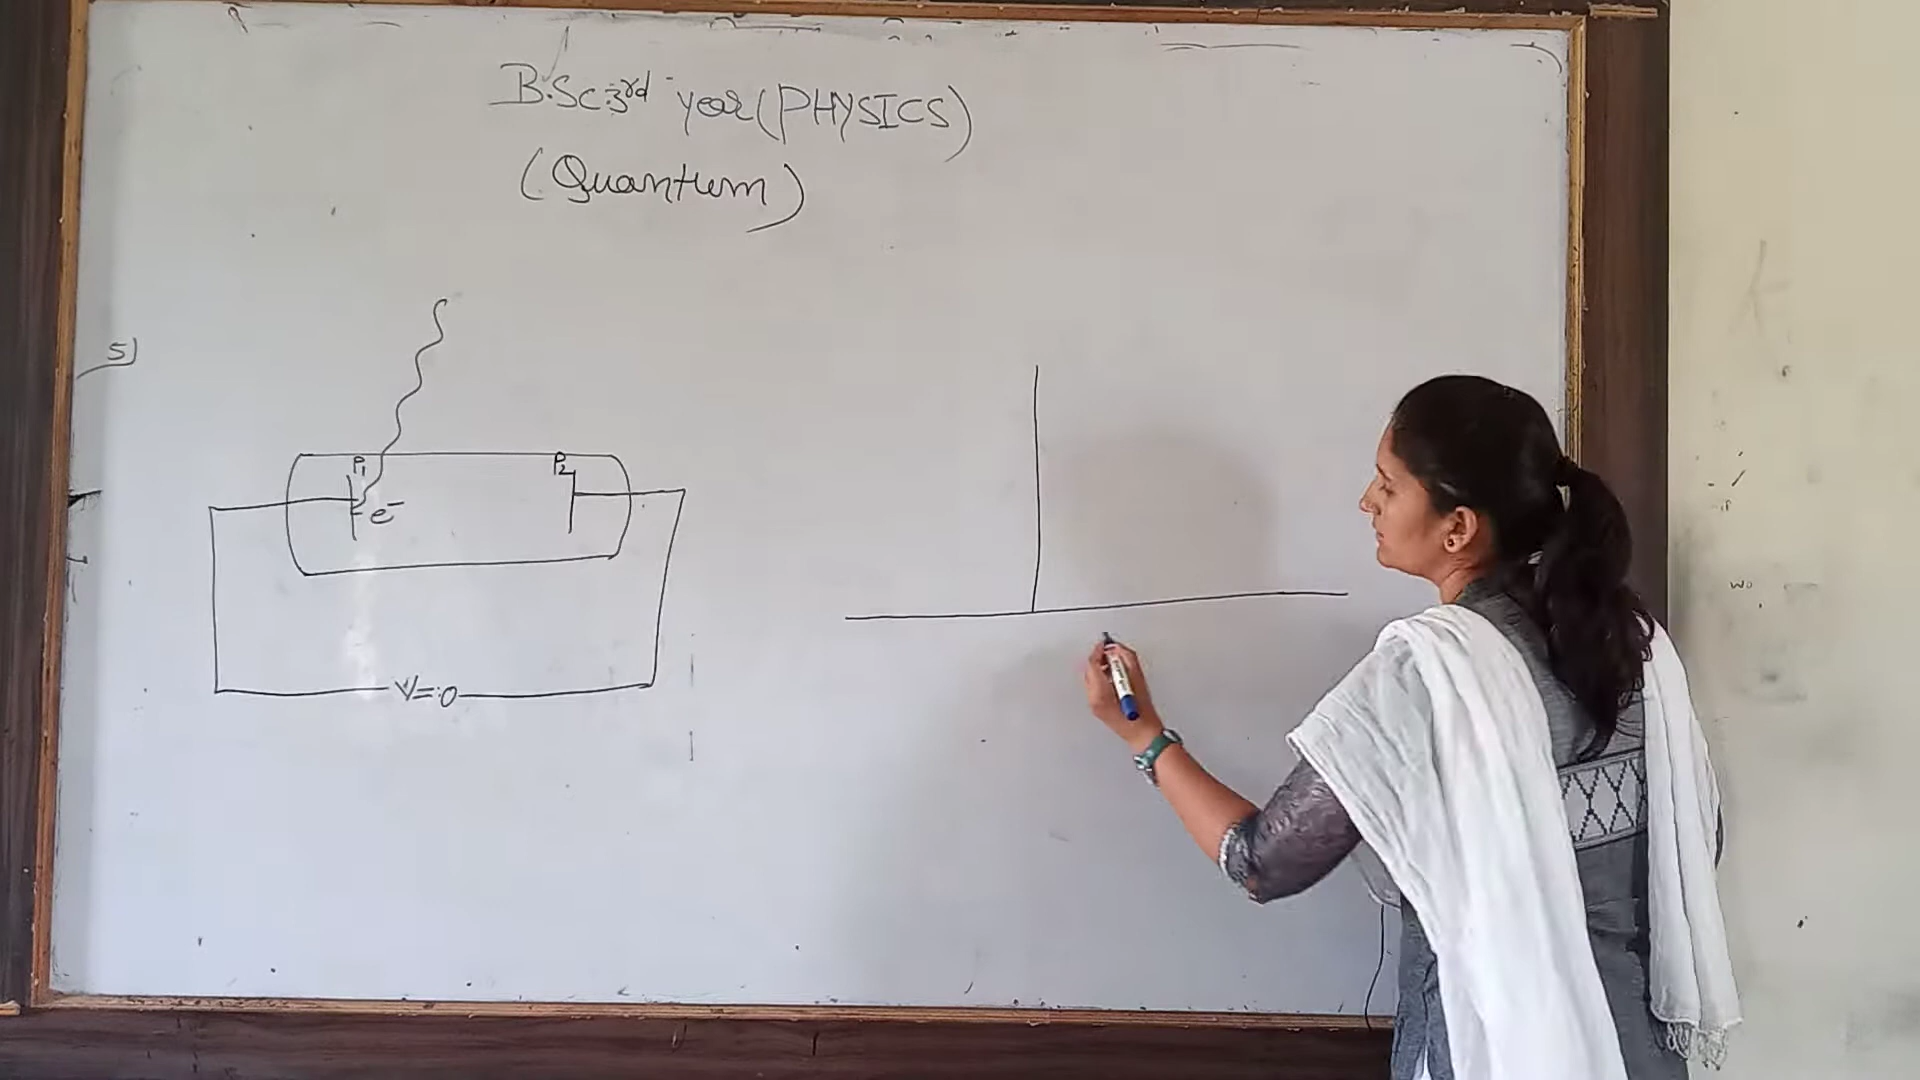 B.Sc. 3rd year (PHYSICS)
(Quantum)
5)
P1 P2
e-
V=0